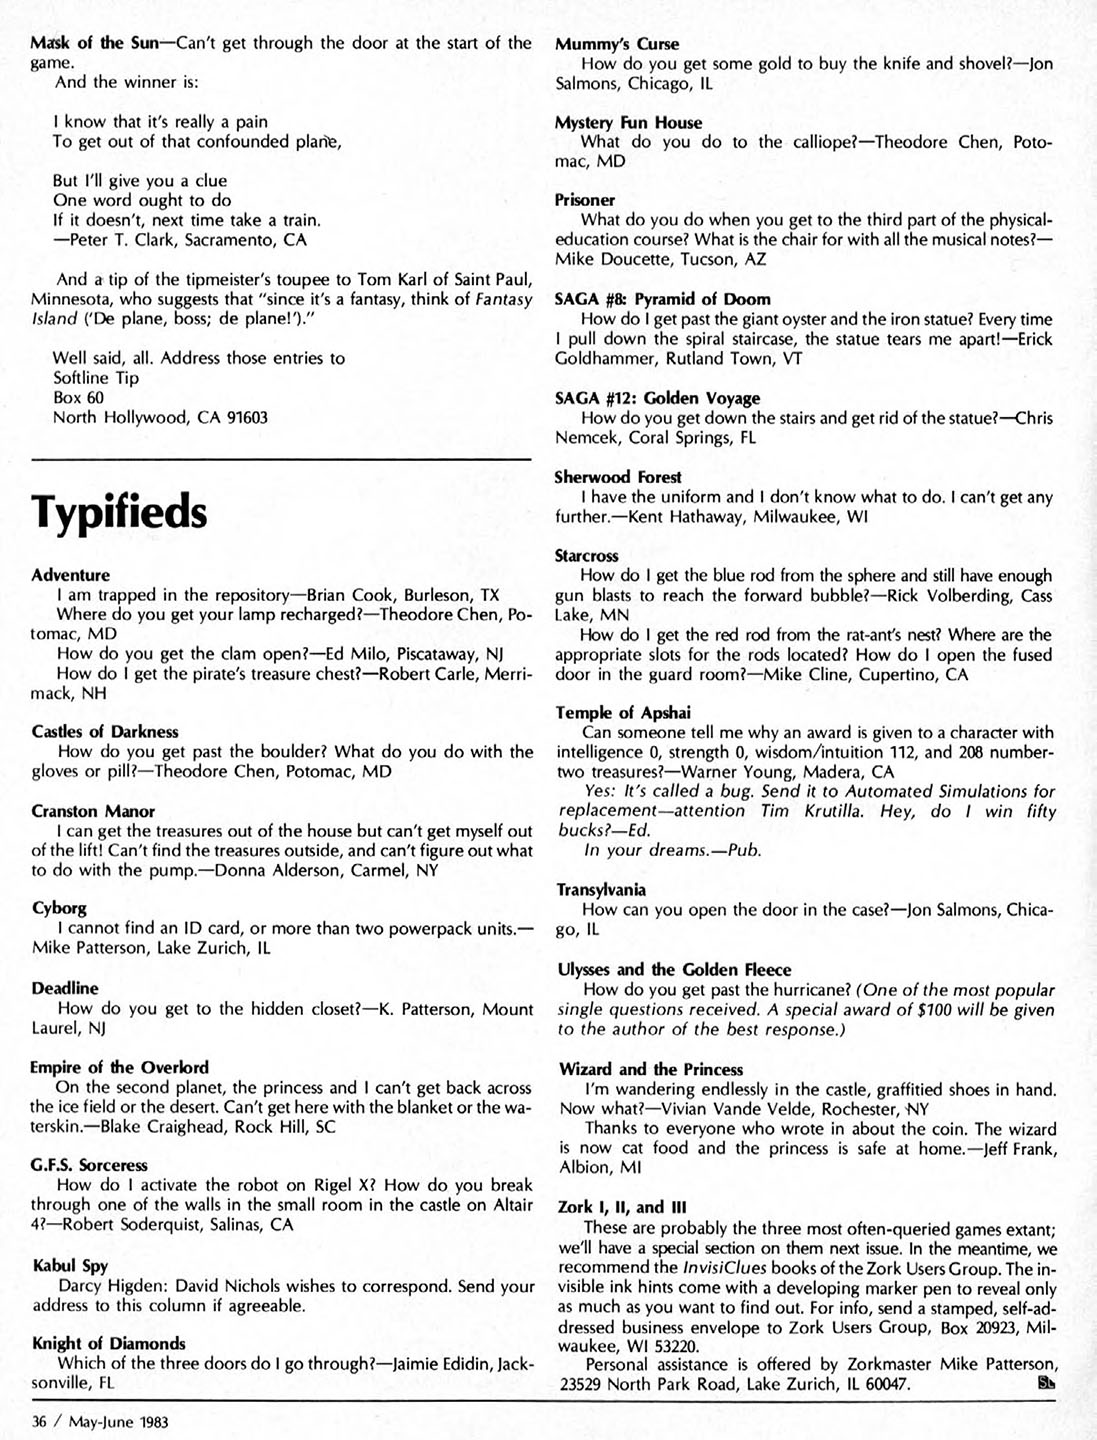 Mask of the Sun—Can't get through the door at the start of the
game.
And the winner is:
I know that it's really a pain
To get out of that confounded plane,
But I'll give you a clue
One word ought to do
If it doesn't, next time take a train.
—Peter T. Clark, Sacramento, CA
And a tip of the tipmeister's toupee to Tom Karl of Saint Paul,
Minnesota, who suggests that "since it's a fantasy, think of Fantasy
Island ('De plane, boss; de plane!')."
Well said, all. Address those entries to
Softline Tip
Box 60
North Hollywood, CA 91603
Typifieds
Adventure
I am trapped in the repository—Brian Cook, Burleson, TX
Where do you get your lamp recharged?—Theodore Chen, Po-
tomac, MD
How do you get the clam open?—Ed Milo, Piscataway, NJ
How do I get the pirate's treasure chest?—Robert Carle, Merri-
mack, NH
Castles of Darkness
How do you get past the boulder? What do you do with the
gloves or pill?—Theodore Chen, Potomac, MD
Cranston Manor
I can get the treasures out of the house but can't get myself out
of the lift! Can't find the treasures outside, and can't figure out what
to do with the pump.—Donna Alderson, Carmel, NY
Cyborg
I cannot find an ID card, or more than two powerpack units.—
Mike Patterson, Lake Zurich, IL
Deadline
How do you get to the hidden closet?—K. Patterson, Mount
Laurel, NJ
Empire of the Overlord
On the second planet, the princess and I can't get back across
the ice field or the desert. Can't get here with the blanket or the wa-
terskin.—Blake Craighead, Rock Hill, SC
G.F.S. Sorceress
How do I activate the robot on Rigel X? How do you break
through one of the walls in the small room in the castle on Altair
4?—Robert Soderquist, Salinas, CA
Kabul Spy
Darcy Higden: David Nichols wishes to correspond. Send your
address to this column if agreeable.
Knight of Diamonds
Which of the three doors do I go through?—Jaimie Edidin, Jack-
sonville, FL
Mummy's Curse
How do you get some gold to buy the knife and shovel?—Jon
Salmons, Chicago, IL
Mystery Fun House
What do you do to the calliope?—Theodore Chen, Poto-
mac, MD
Prisoner
What do you do when you get to the third part of the physical-
education course? What is the chair for with all the musical notes?—
Mike Doucette, Tucson, AZ
SAGA #8: Pyramid of Doom
How do I get past the giant oyster and the iron statue? Every time
I pull down the spiral staircase, the statue tears me apart!—Erick
Goldhammer, Rutland Town, VT
SAGA #12: Golden Voyage
How do you get down the stairs and get rid of the statue?—Chris
Nemcek, Coral Springs, FL
Sherwood Forest
I have the uniform and I don't know what to do. I can't get any
further.—Kent Hathaway, Milwaukee, WI
Starcross
How do I get the blue rod from the sphere and still have enough
gun blasts to reach the forward bubble?—Rick Volberding, Cass
Lake, MN
How do I get the red rod from the rat-ant's nest? Where are the
appropriate slots for the rods located? How do I open the fused
door in the guard room?—Mike Cline, Cupertino, CA
Temple of Apshai
Can someone tell me why an award is given to a character with
intelligence 0, strength 0, wisdom/intuition 112, and 208 number-
two treasures?—Warner Young, Madera, CA
Yes: It's called a bug. Send it to Automated Simulations for
replacement—attention Tim Krutilla. Hey, do I win fifty
bucks?—Ed.
In your dreams.—Pub.
Transylvania
How can you open the door in the case?—Jon Salmons, Chica-
go, IL
Ulysses and the Golden Fleece
How do you get past the hurricane? (One of the most popular
single questions received. A special award of $100 will be given
to the author of the best response.)
Wizard and the Princess
I'm wandering endlessly in the castle, graffitied shoes in hand.
Now what?—Vivian Vande Velde, Rochester, NY
Thanks to everyone who wrote in about the coin. The wizard
is now cat food and the princess is safe at home.—Jeff Frank,
Albion, MI
Zork I, II, and III
These are probably the three most often-queried games extant;
we'll have a special section on them next issue. In the meantime, we
recommend the InvisiClues books of the Zork Users Group. The in-
visible ink hints come with a developing marker pen to reveal only
as much as you want to find out. For info, send a stamped, self-ad-
dressed business envelope to Zork Users Group, Box 20923, Mil-
waukee, WI 53220.
Personal assistance is offered by Zorkmaster Mike Patterson,
23529 North Park Road, Lake Zurich, IL 60047. SL
36 / May-June 1983